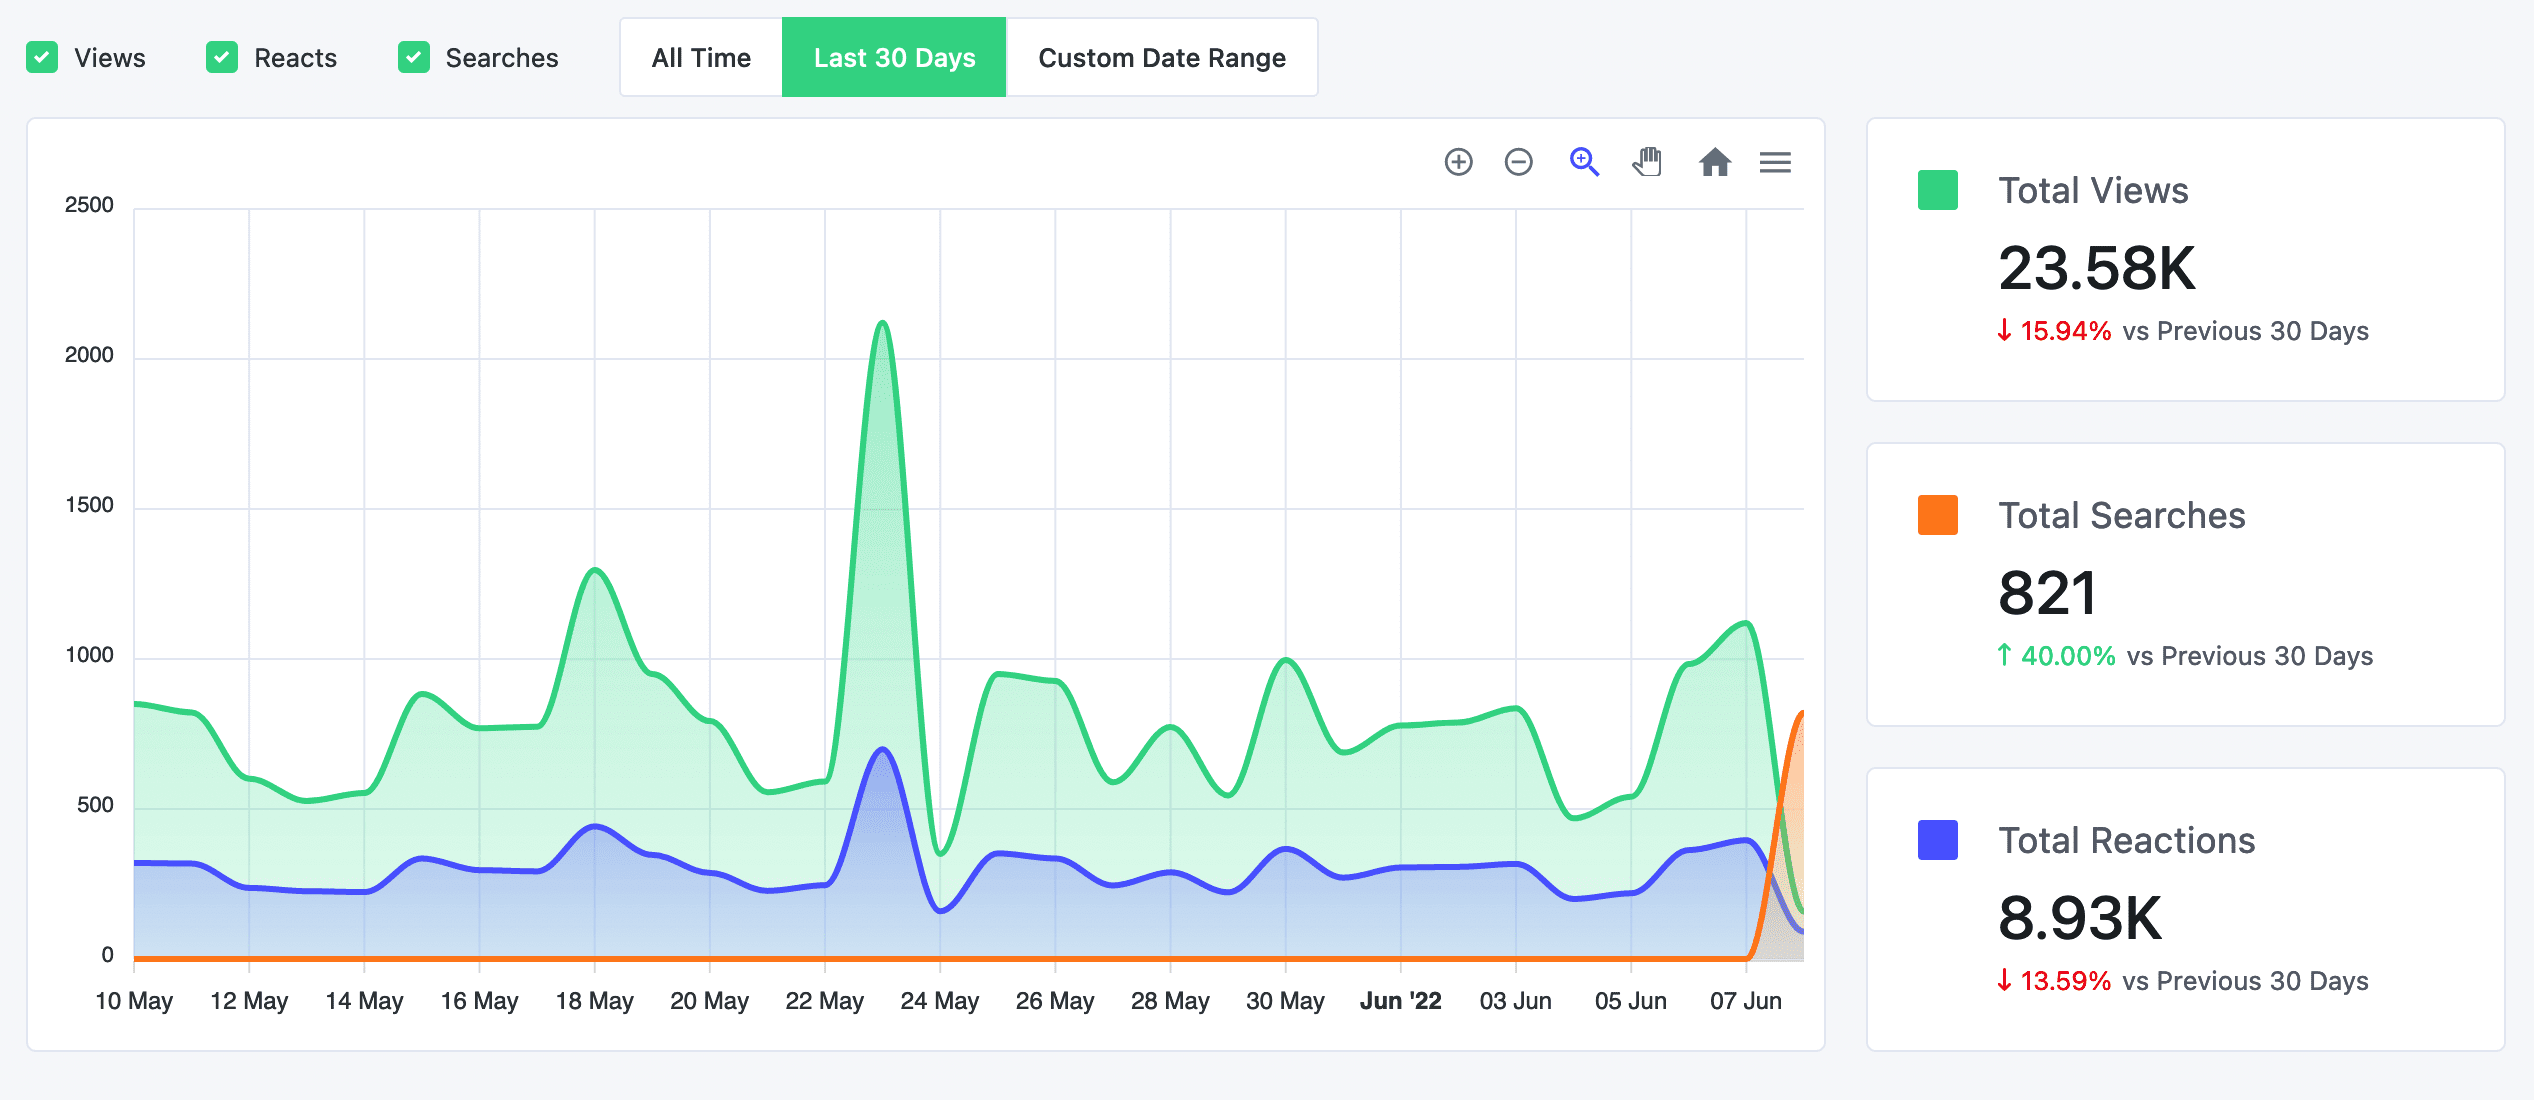 Views Reacts Searches All Time Last 30 Days Custom Date Range
2500
2000
1500
1000
500
0
10 May 12 May 14 May 16 May 18 May 20 May 22 May 24 May 26 May 28 May 30 May Jun '22 03 Jun 05 Jun 07 Jun
Total Views
23.58K
↓ 15.94% vs Previous 30 Days
Total Searches
821
↑ 40.00% vs Previous 30 Days
Total Reactions
8.93K
↓ 13.59% vs Previous 30 Days